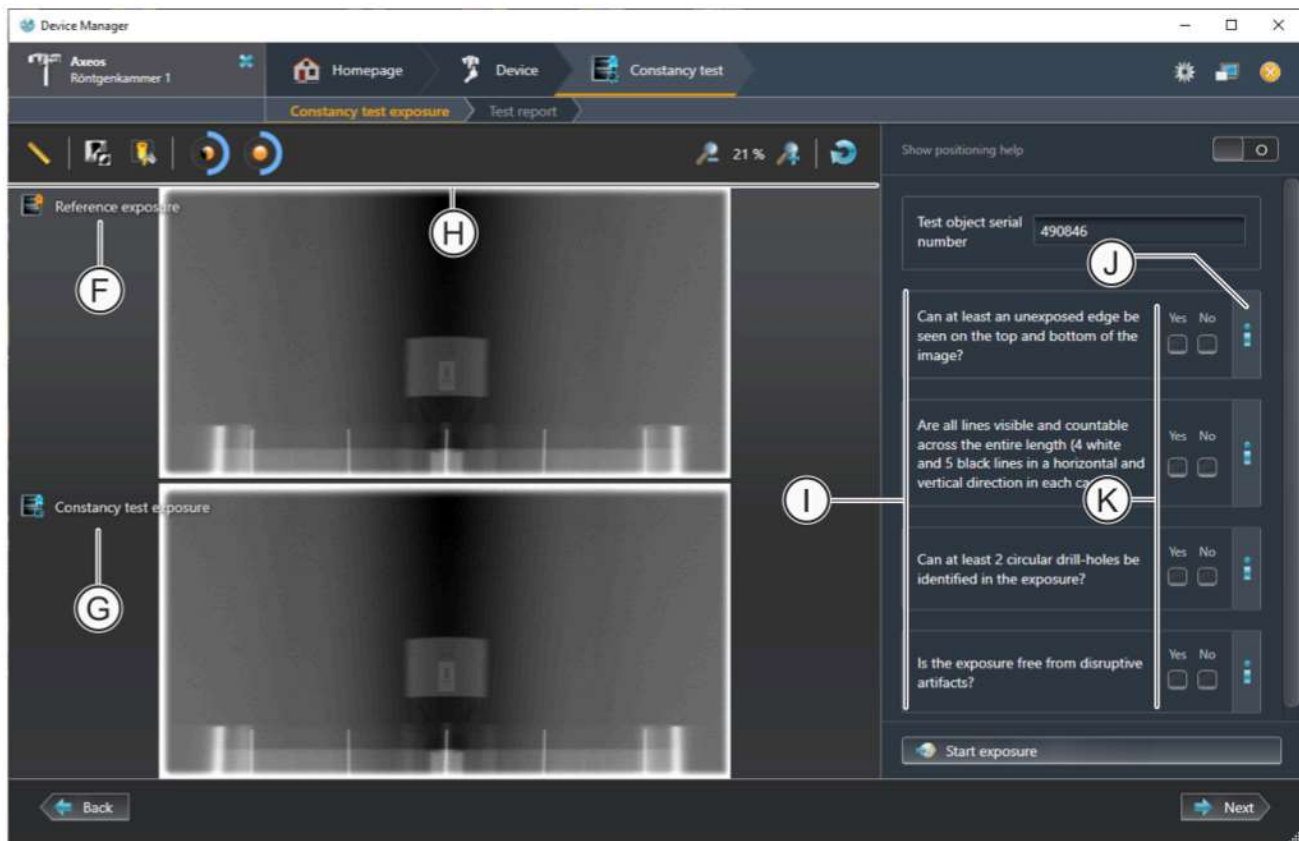 Device Manager
Axeos
Röntgenkammer 1
Homepage
Device
Constancy test
Constancy test exposure
Test report
21 %
Show positioning help
Reference exposure
H
F
Test object serial
number
490846
J
Can at least an unexposed edge be
seen on the top and bottom of the
image?
Yes No
Are all lines visible and countable
across the entire length (4 white
and 5 black lines in a horizontal and
vertical direction in each
Yes No
I
K
Constancy test exposure
G
Can at least 2 circular drill-holes be
identified in the exposure?
Yes No
Is the exposure free from disruptive
artifacts?
Yes No
Start exposure
Back
Next